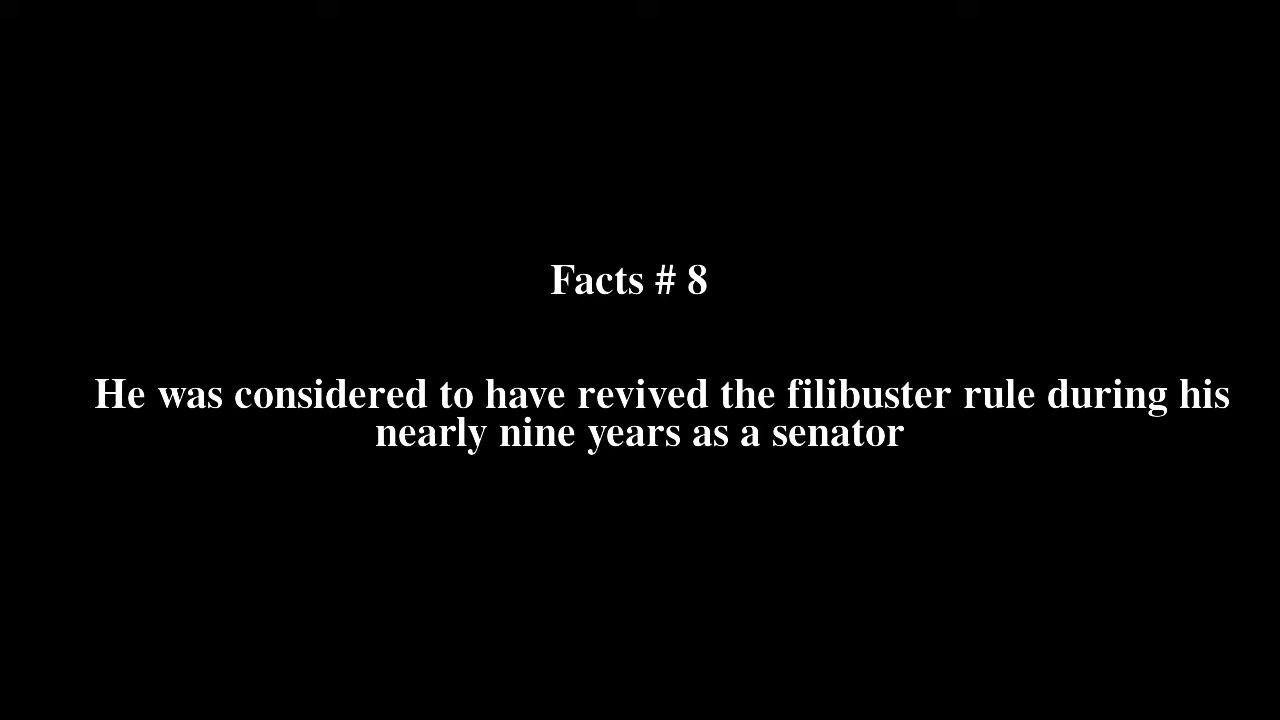 Facts # 8
He was considered to have revived the filibuster rule during his
nearly nine years as a senator